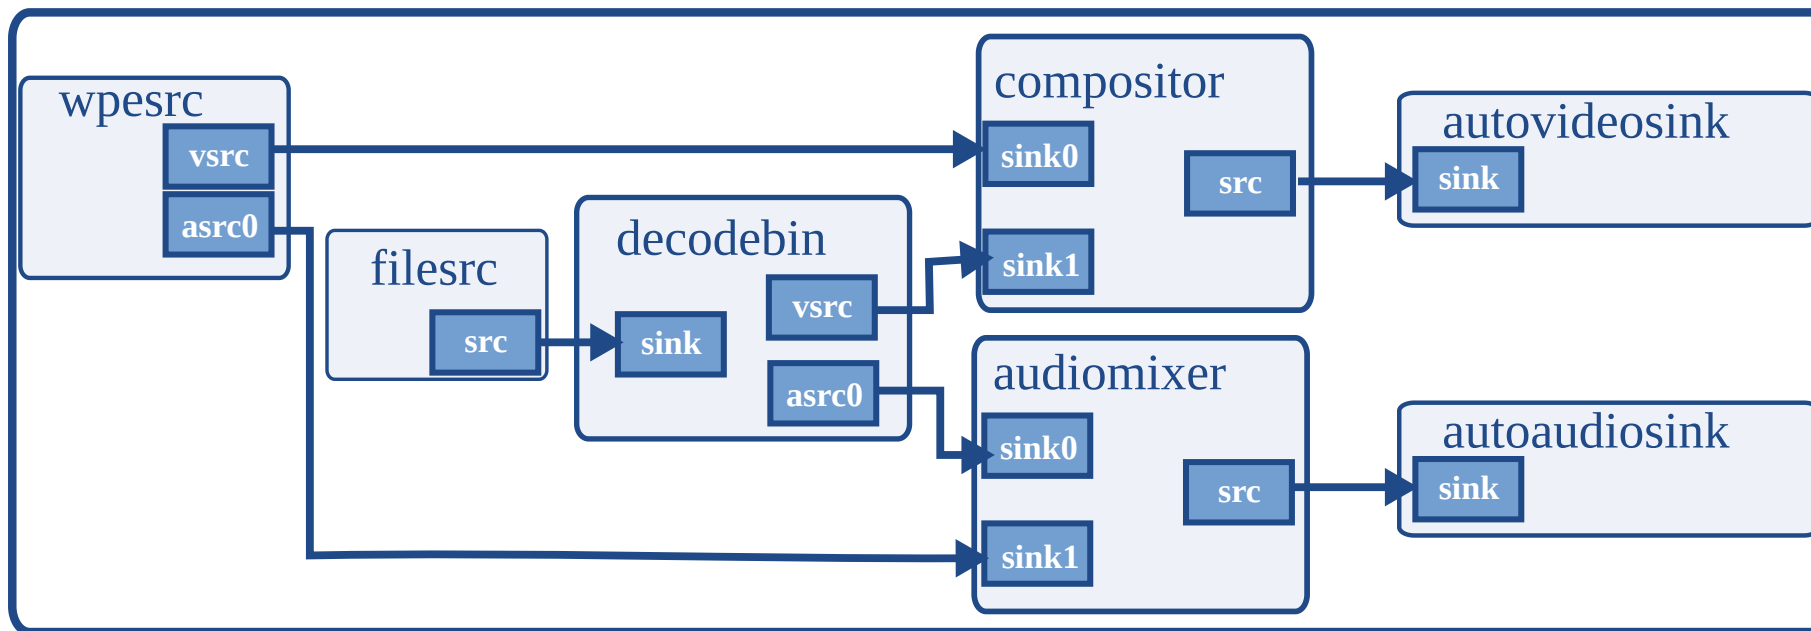 wpesrc
vsrc
asrc0
filesrc
src
decodebin
sink
vsrc
asrc0
compositor
sink0
sink1
src
audiomixer
sink0
sink1
src
autovideosink
sink
autoaudiosink
sink